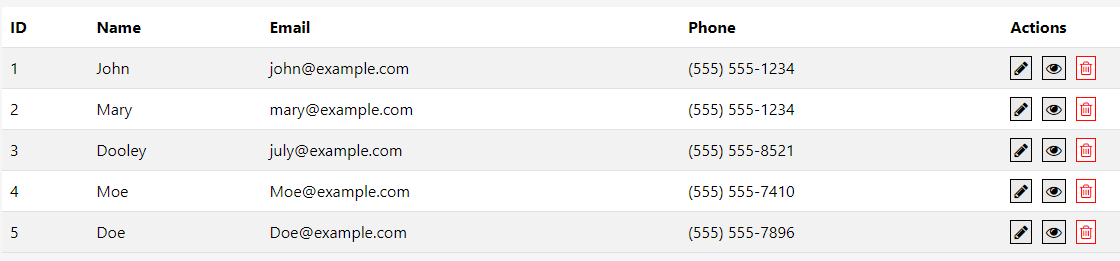 ID Name Email Phone Actions
1 John john@example.com (555) 555-1234
2 Mary mary@example.com (555) 555-1234
3 Dooley july@example.com (555) 555-8521
4 Moe Moe@example.com (555) 555-7410
5 Doe Doe@example.com (555) 555-7896